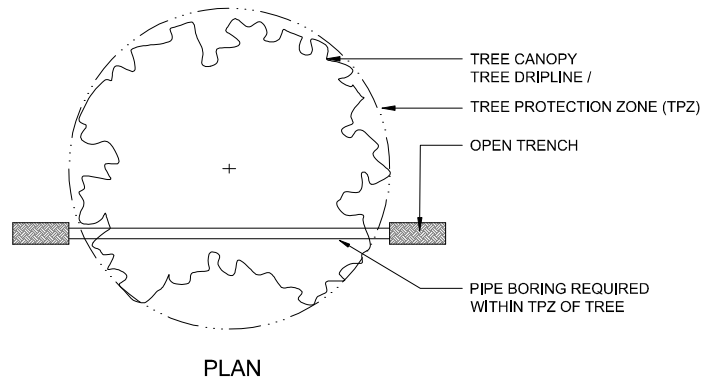 TREE CANOPY
TREE DRIPLINE /
TREE PROTECTION ZONE (TPZ)
OPEN TRENCH
PIPE BORING REQUIRED
WITHIN TPZ OF TREE
PLAN